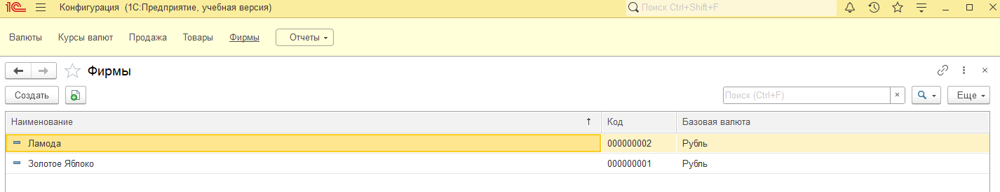 1С Конфигурация (1С:Предприятие, учебная версия) Поиск Ctrl+Shift+F
Валюты Курсы валют Продажа Товары Фирмы Отчеты
Фирмы
Создать Поиск (Ctrl+F) × Еще
Наименование ↑ Код Базовая валюта
Ламода 000000002 Рубль
Золотое Яблоко 000000001 Рубль